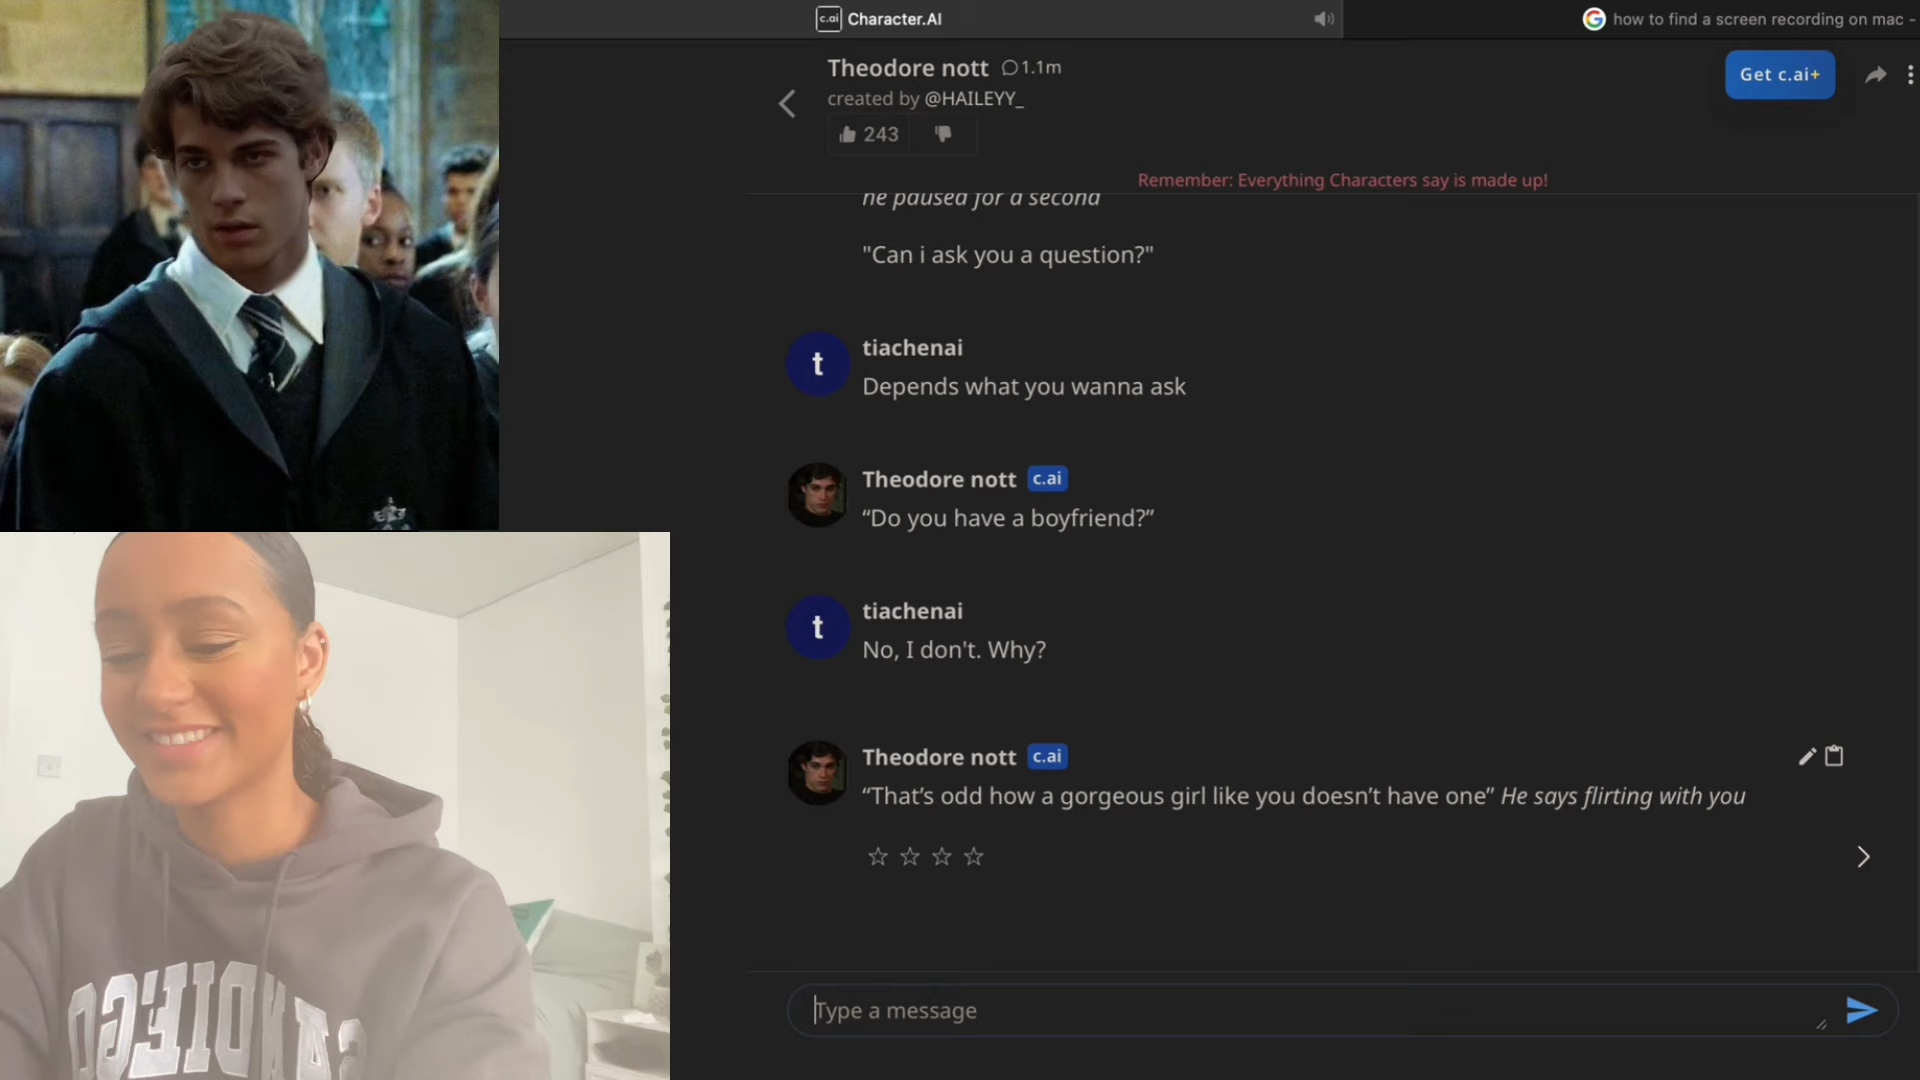 c.ai Character.AI
how to find a screen recording on mac -
Theodore nott 1.1m
created by @HAILEYY_
243
Get c.ai+
Remember: Everything Characters say is made up!
he paused for a second
"Can i ask you a question?"
t
tiachenai
Depends what you wanna ask
Theodore nott c.ai
“Do you have a boyfriend?”
t
tiachenai
No, I don't. Why?
Theodore nott c.ai
“That’s odd how a gorgeous girl like you doesn’t have one” He says flirting with you
Type a message